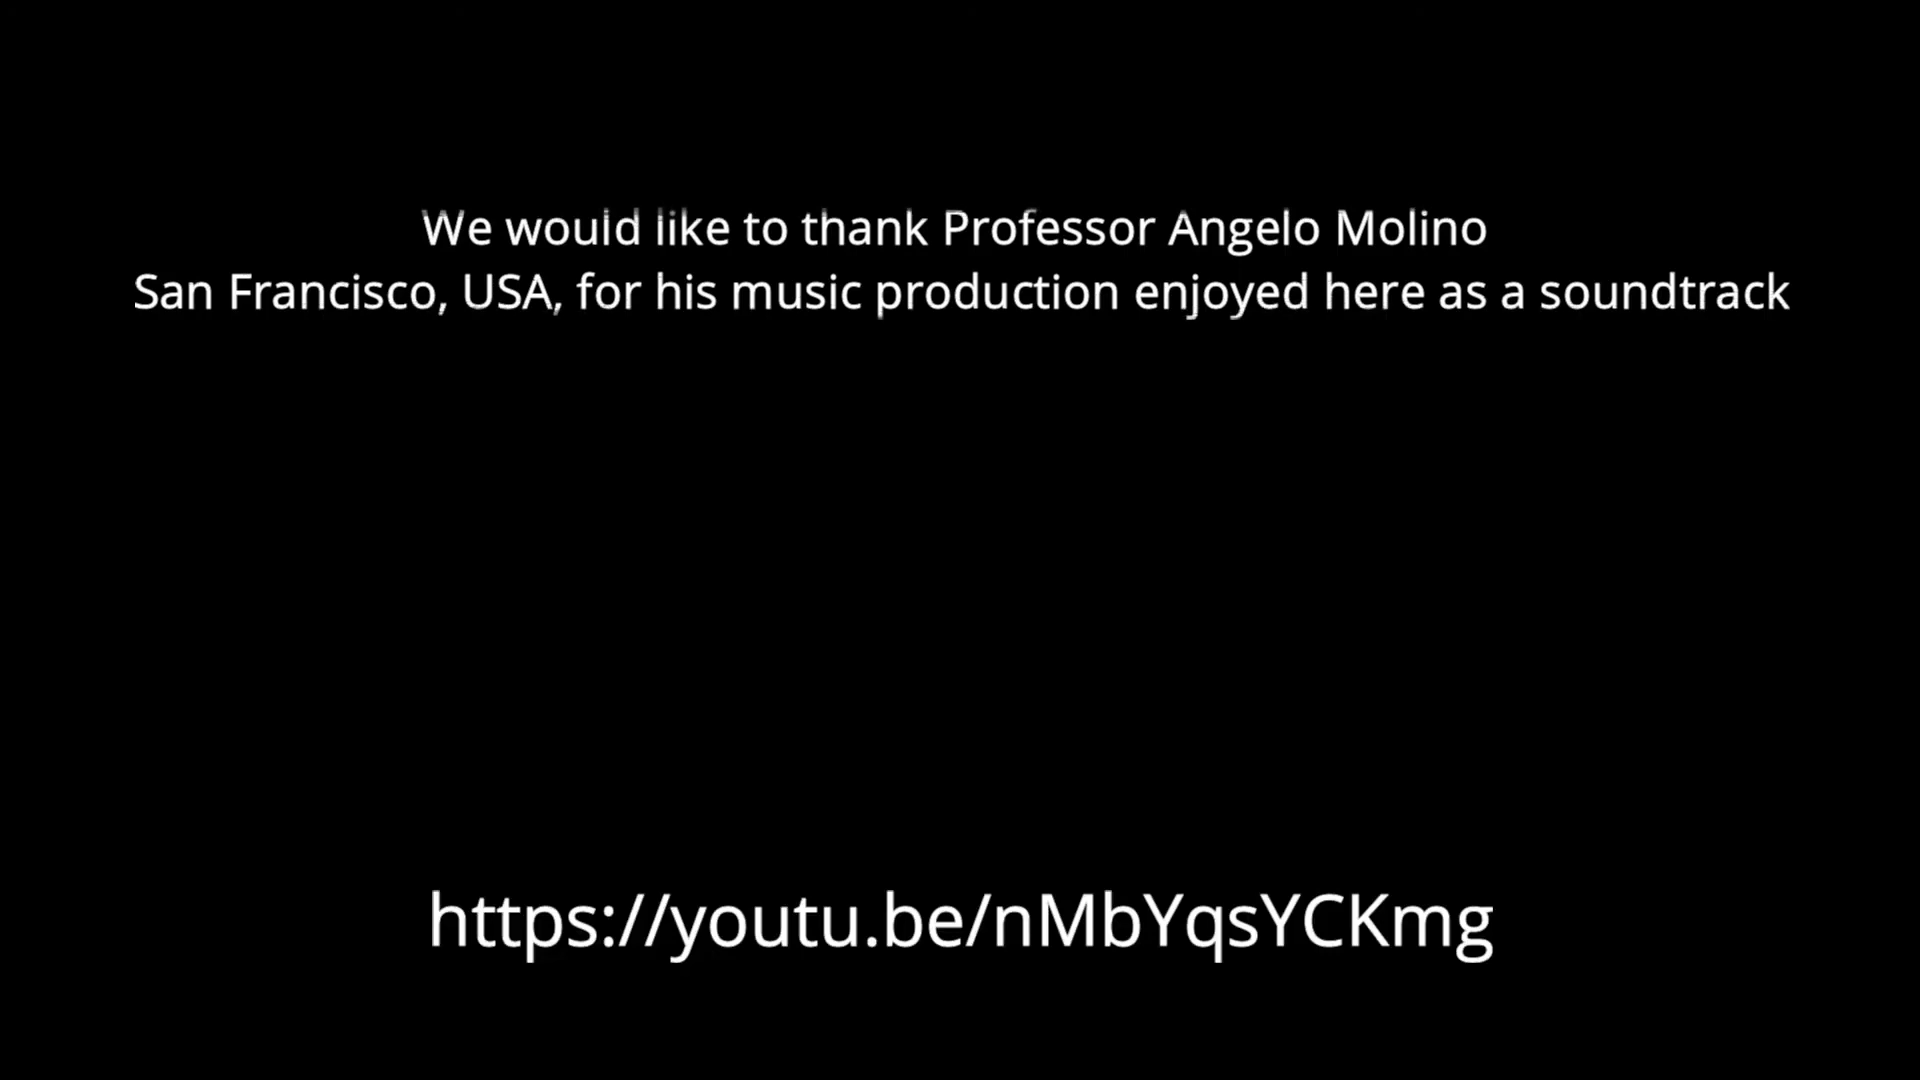 We would like to thank Professor Angelo Molino
San Francisco, USA, for his music production enjoyed here as a soundtrack
https://youtu.be/nMbYqsYCKmg